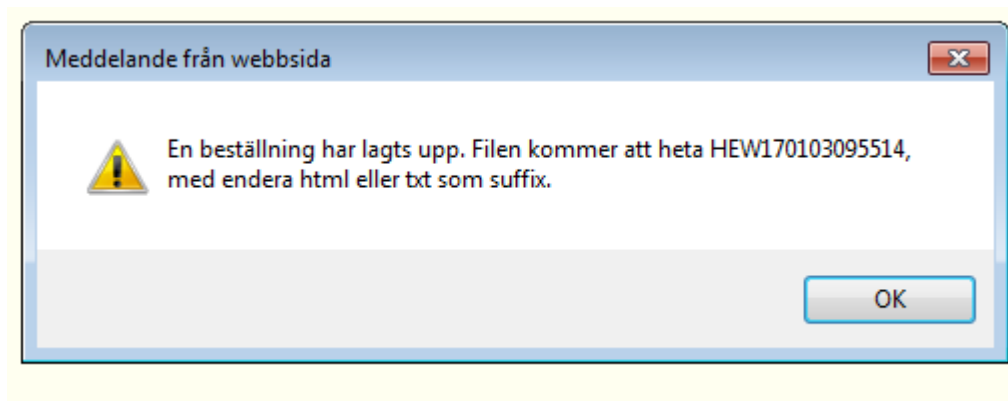 Meddelande från webbsida
En beställning har lagts upp. Filen kommer att heta HEW170103095514,
med endera html eller txt som suffix.
OK